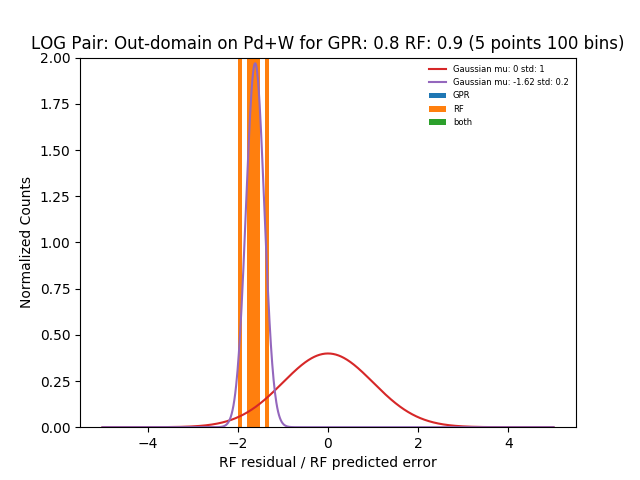 LOG Pair: Out-domain on Pd+W for GPR: 0.8 RF: 0.9 (5 points 100 bins)
Gaussian mu: 0 std: 1
Gaussian mu: -1.62 std: 0.2
GPR
RF
both
Normalized Counts
2.00
1.75
1.50
1.25
1.00
0.75
0.50
0.25
0.00
−4
−2
0
2
4
RF residual / RF predicted error